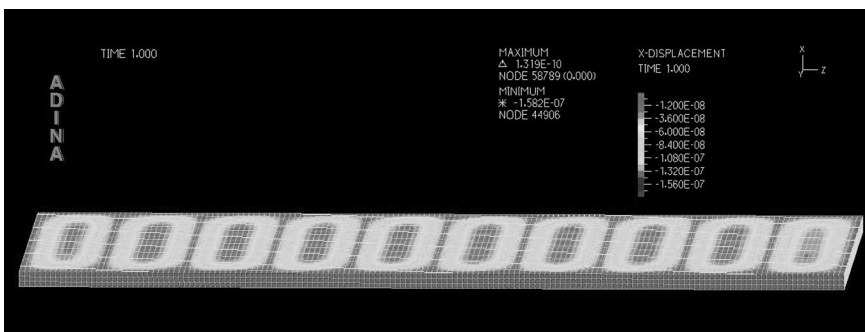 TIME 1.000
ADINA
MAXIMUM
△ 1.319E-10
NODE 58789 (0.000)
MINIMUM
* -1.582E-07
NODE 44906
X-DISPLACEMENT
TIME 1.000
-1.200E-08
-3.600E-08
-6.000E-08
-8.400E-08
-1.080E-07
-1.320E-07
-1.560E-07
X
Y Z